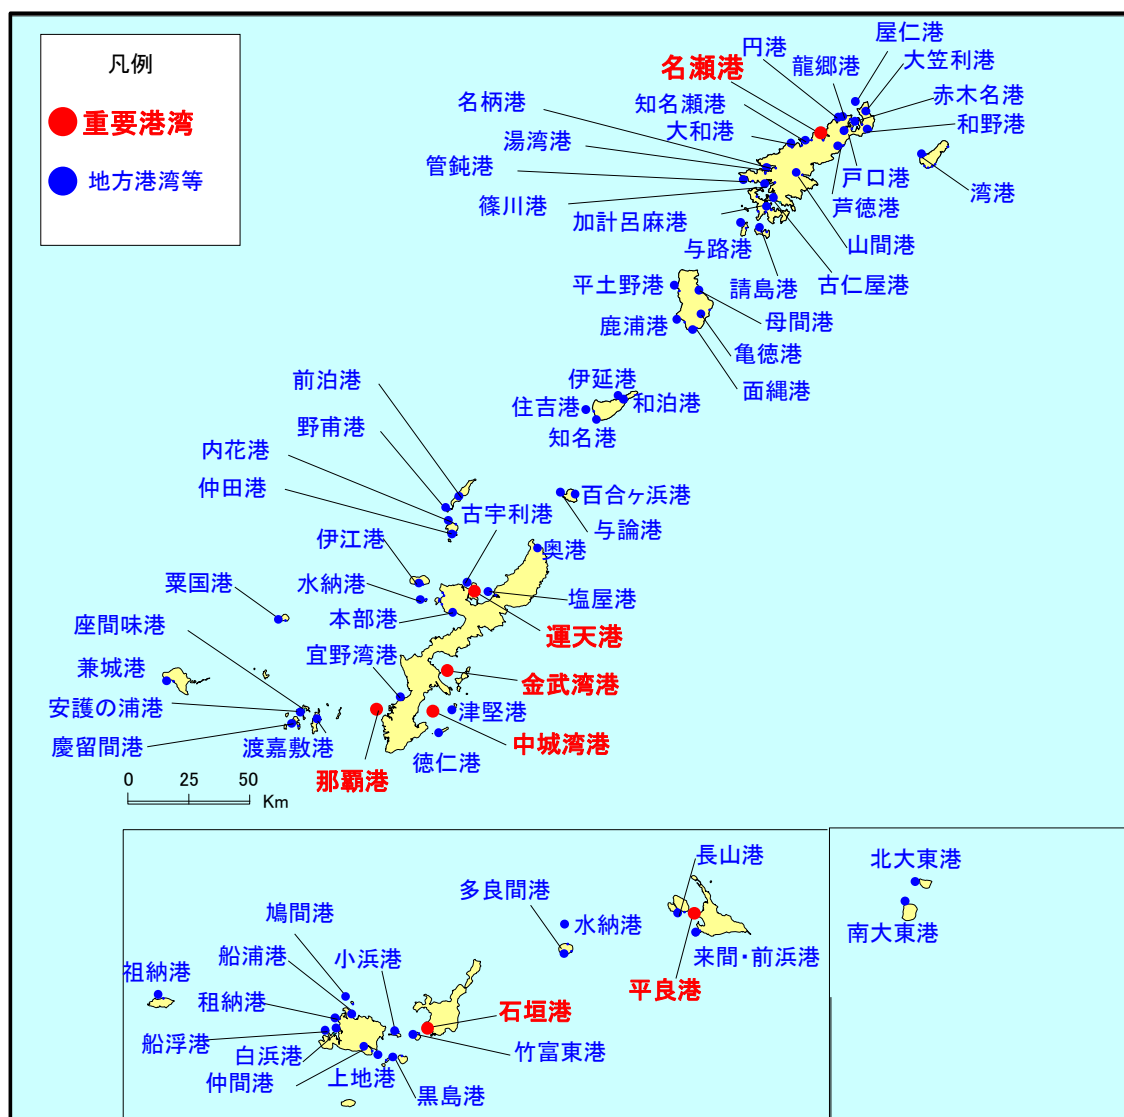 凡例
重要港湾
地方港湾等
屋仁港
円港
大笠利港
龍郷港
名瀬港
赤木名港
名柄港
知名瀬港
和野港
大和港
湯湾港
管鈍港
戸口港
湾港
篠川港
芦徳港
加計呂麻港
山間港
与路港
請島港
古仁屋港
平土野港
母間港
鹿浦港
亀徳港
面縄港
前泊港
伊延港
住吉港
和泊港
野甫港
知名港
内花港
仲田港
百合ヶ浜港
古宇利港
与論港
伊江港
奥港
粟国港
水納港
塩屋港
本部港
座間味港
運天港
宜野湾港
兼城港
金武湾港
安護の浦港
津堅港
慶留間港
渡嘉敷港
中城湾港
徳仁港
那覇港
0 25 50
Km
長山港
北大東港
多良間港
鳩間港
水納港
南大東港
船浦港
小浜港
来間・前浜港
祖納港
平良港
租納港
石垣港
船浮港
白浜港
竹富東港
仲間港
上地港
黒島港